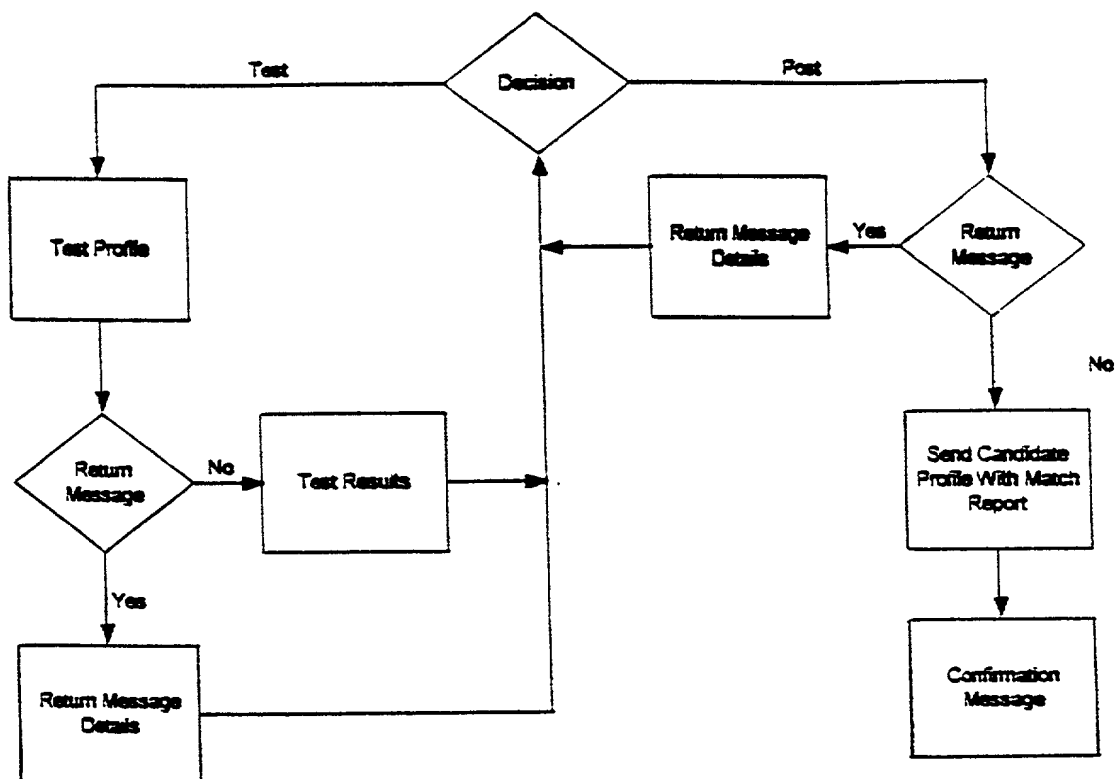 Test
Decision
Post
Test Profile
Return Message
Details
Yes
Return
Message
No
Return
Message
No
Test Results
Send Candidate
Profile With Match
Report
Yes
Return Message
Details
Confirmation
Message